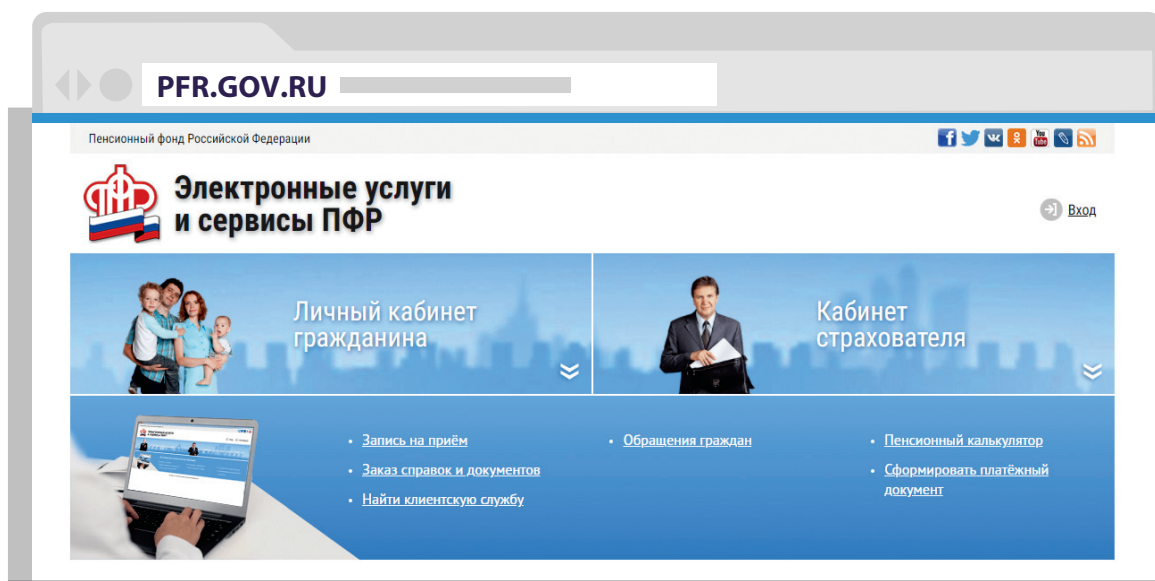 PFR.GOV.RU
Пенсионный фонд Российской Федерации
Электронные услуги
и сервисы ПФР
Вход
Личный кабинет
гражданина
Кабинет
страхователя
• Запись на приём
• Заказ справок и документов
• Найти клиентскую службу
• Обращения граждан
• Пенсионный калькулятор
• Сформировать платёжный
документ